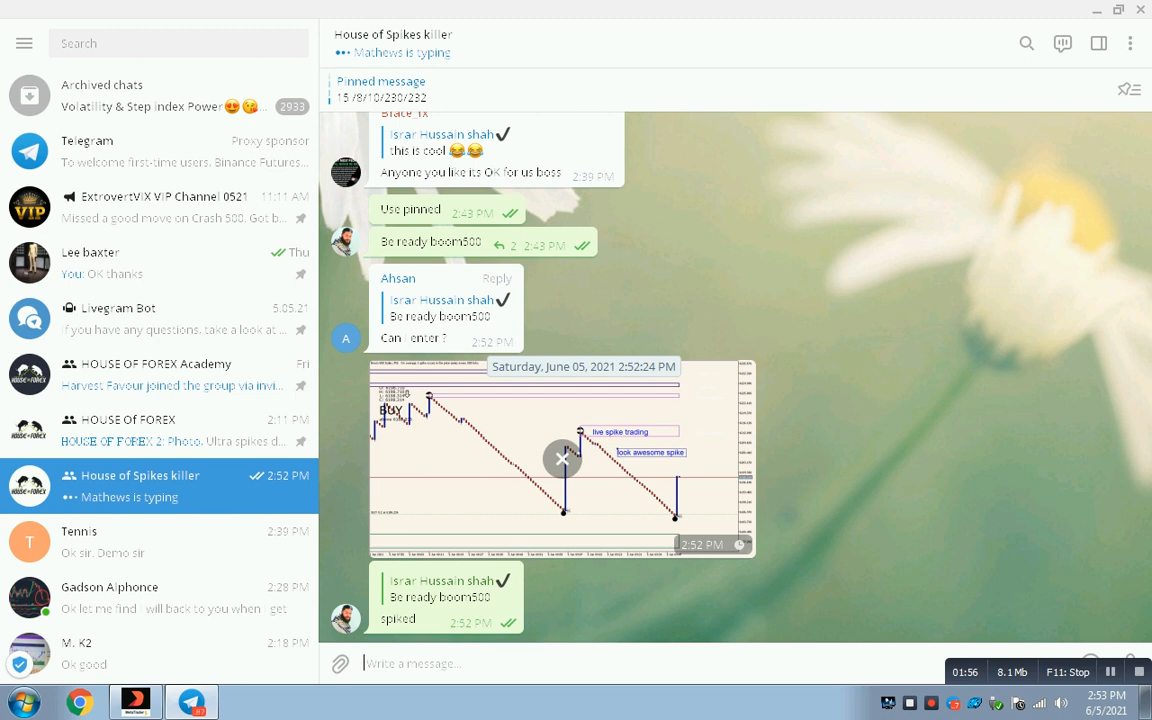 Search
Archived chats
Volatility & Step Index Power😍😘...
2933
Telegram
Proxy sponsor
To welcome first-time users, Binance Futures...
ExtrovertVIX VIP Channel 0521
11:11 AM
Missed a good move on Crash 500. Got b...
Lee baxter
Thu
You: OK thanks
Livegram Bot
5.05.21
If you have any questions, take a look at ...
HOUSE OF FOREX Academy
Fri
Harvest Favour joined the group via invi...
HOUSE Of FOREX
2:11 PM
HOUSE OF FOREX 2: Photo. Ultra spikes d...
House of Spikes killer
2:52 PM
Mathews is typing
Tennis
2:39 PM
Ok sir. Demo sir
Gadson Alphonce
2:28 PM
Ok let me find I will back to you when I get
M. K2
2:18 PM
Ok good
House of Spikes killer
Mathews is typing
Pinned message
15 /8/10/230/232
Israr Hussain shah✔
this is cool 😂😂
Anyone you like its OK for us boss
2:39 PM
Use pinned
2:43 PM
Be ready boom500
2 2:43 PM
Ahsan
Reply
Israr Hussain shah✔
Be ready boom500
Can I enter ?
2:52 PM
Saturday, June 05, 2021 2:52:24 PM
BUY
live spike trading
look awesome spike
2:52 PM
Israr Hussain shah✔
Be ready boom500
spiked
2:52 PM
Write a message...
01:56
8.1 Mb
F11: Stop
2:53 PM
6/5/2021